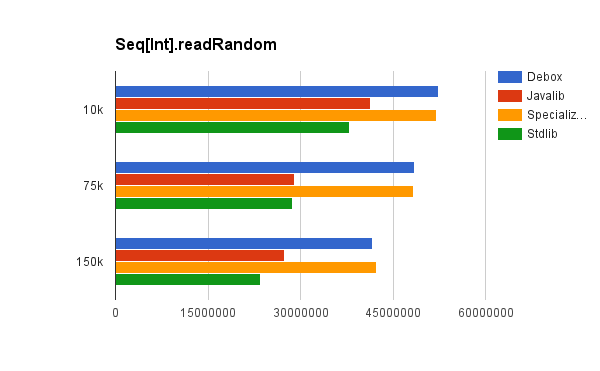 Seq[Int].readRandom
Debox
Javalib
Specializ...
Stdlib
10k
75k
150k
0 15000000 30000000 45000000 60000000